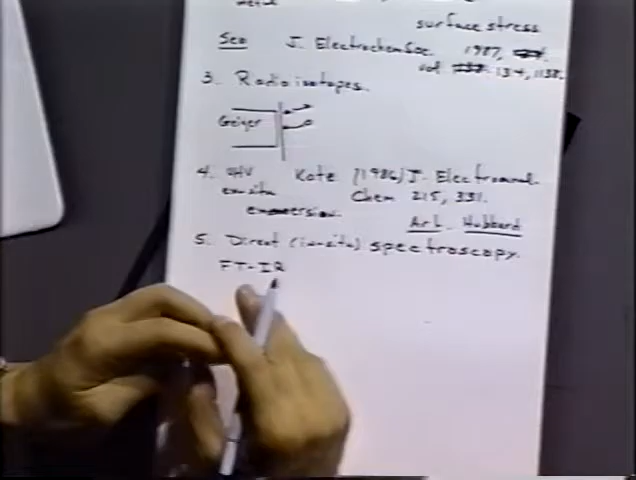 surface stress
See J. Electrochem Soc. 1987,
vol 134, 1138.
3. Radioisotopes.
Geiger
4. UHV Kotz (1986) J. Electroanal.
ex-situ Chem 215, 331.
emersion. Art. Hubbard
5. Direct (in-situ) spectroscopy.
FT-IR